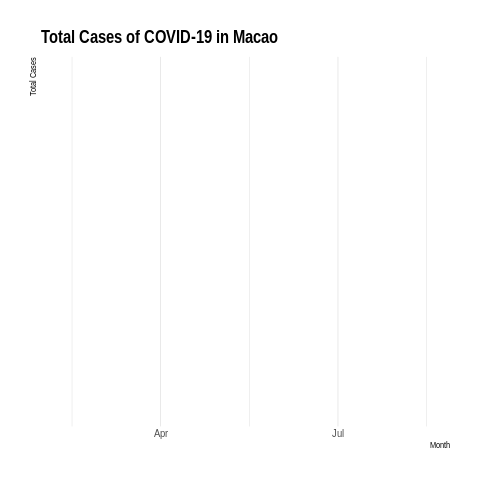 Total Cases of COVID-19 in Macao
Total Cases
Apr
Jul
Month